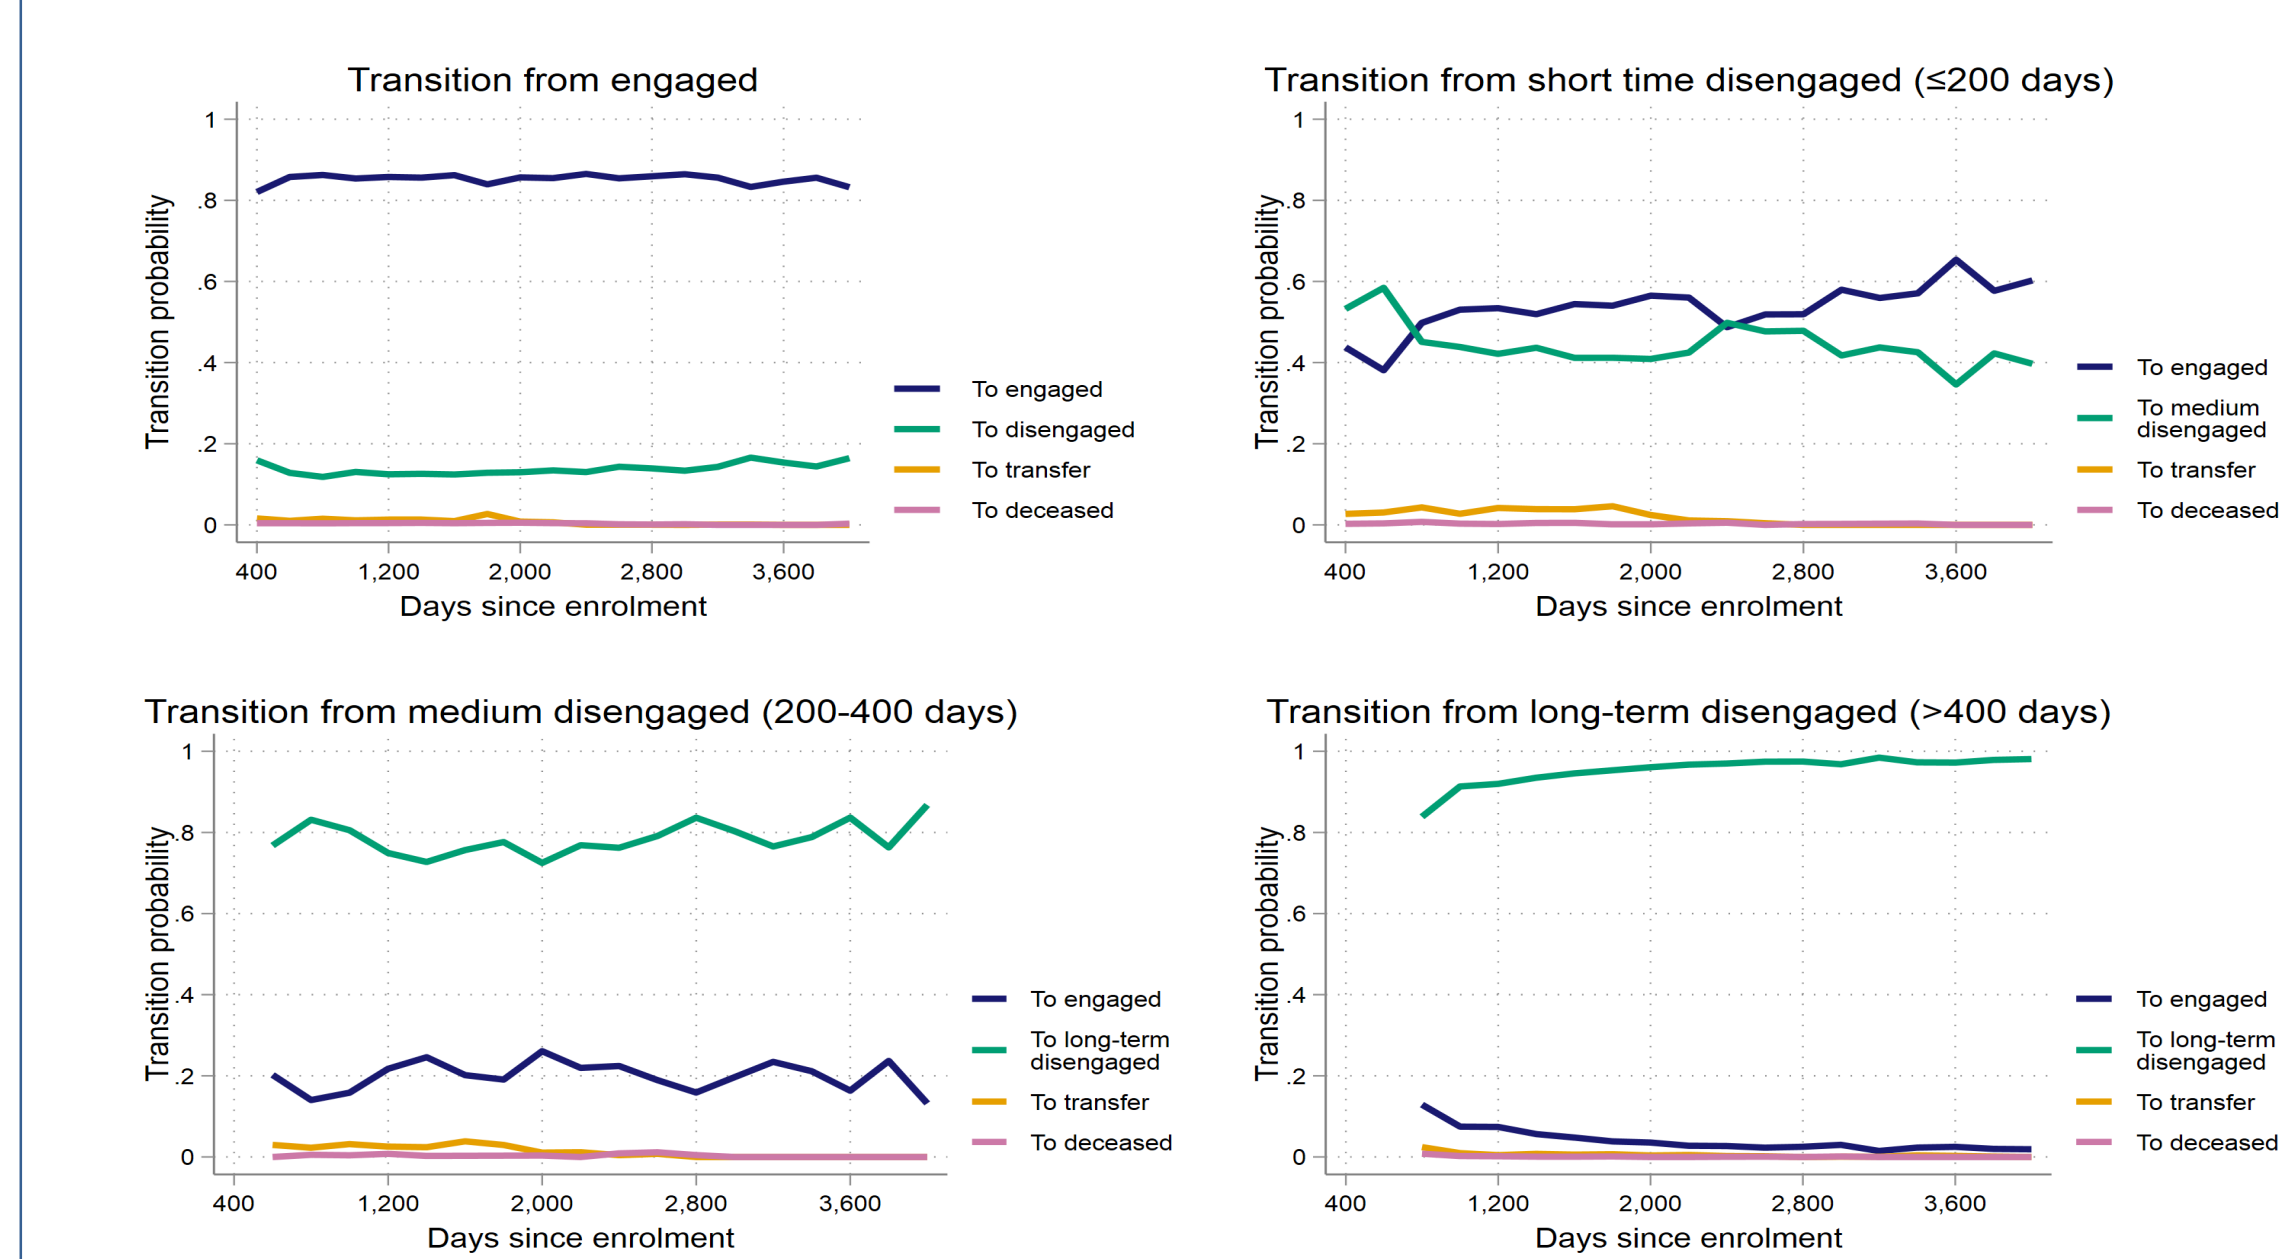 Transition from engaged
Transition probability
1
.8
.6
.4
.2
0
400
1,200
2,000
2,800
3,600
Days since enrolment
To engaged
To disengaged
To transfer
To deceased
Transition from short time disengaged (≤200 days)
Transition probability
1
.8
.6
.4
.2
0
400
1,200
2,000
2,800
3,600
Days since enrolment
To engaged
To medium
disengaged
To transfer
To deceased
Transition from medium disengaged (200-400 days)
Transition probability
1
.8
.6
.4
.2
0
400
1,200
2,000
2,800
3,600
Days since enrolment
To engaged
To long-term
disengaged
To transfer
To deceased
Transition from long-term disengaged (>400 days)
Transition probability
1
.8
.6
.4
.2
0
400
1,200
2,000
2,800
3,600
Days since enrolment
To engaged
To long-term
disengaged
To transfer
To deceased